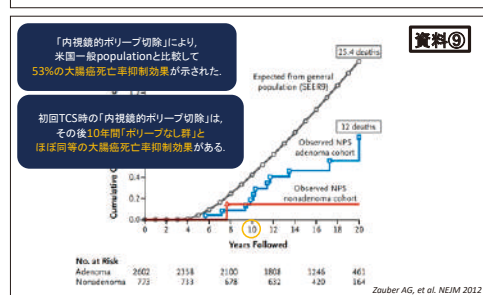 「内視鏡的ポリープ切除」により,
米国一般populationと比較して
53%の大腸癌死亡率抑制効果が示された.
初回TCS時の「内視鏡的ポリープ切除」は,
その後10年間「ポリープなし群」と
ほぼ同等の大腸癌死亡率抑制効果がある.
資料⑨
25.4 deaths
Expected from general
population (SEER9)
12 deaths
Observed NPS
adenoma cohort
Observed NPS
nonadenoma cohort
Cumulative
0.4
0.2
0.0
0 2 4 6 8 10 12 14 16 18 20
Years Followed
No. at Risk
Adenoma 2602 2358 2100 1808 1246 461
Nonadenoma 773 733 678 632 420 164
Zauber AG, et al. NEJM 2012